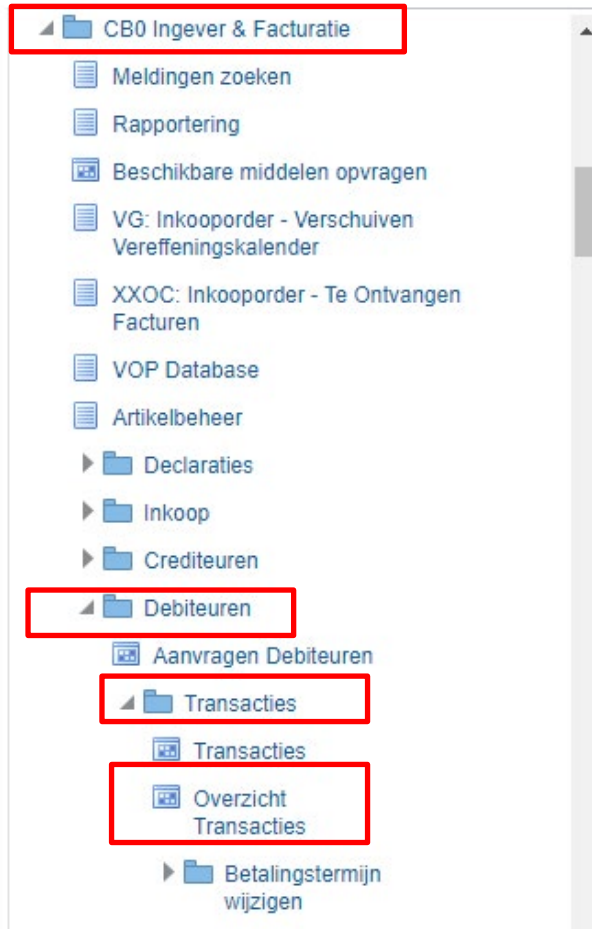 CB0 Ingever & Facturatie
Meldingen zoeken
Rapportering
Beschikbare middelen opvragen
VG: Inkooporder - Verschuiven
Vereffeningskalender
XXOC: Inkooporder - Te Ontvangen
Facturen
VOP Database
Artikelbeheer
Declaraties
Inkoop
Crediteuren
Debiteuren
Aanvragen Debiteuren
Transacties
Transacties
Overzicht
Transacties
Betalingstermijn
wijzigen